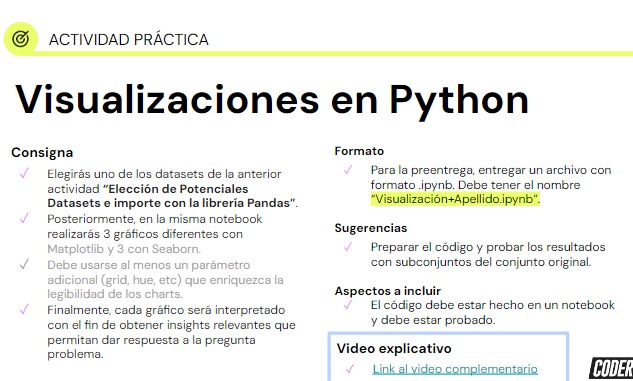 ACTIVIDAD PRÁCTICA
Visualizaciones en Python
Consigna
Elegirás uno de los datasets de la anterior
actividad “Elección de Potenciales
Datasets e importe con la librería Pandas”.
Posteriormente, en la misma notebook
realizarás 3 gráficos diferentes con
Matplotlib y 3 con Seaborn.
Debe usarse al menos un parámetro
adicional (grid, hue, etc) que enriquezca la
legibilidad de los charts.
Finalmente, cada gráfico será interpretado
con el fin de obtener insights relevantes que
permitan dar respuesta a la pregunta
problema.
Formato
Para la preentrega, entregar un archivo con
formato .ipynb. Debe tener el nombre
“Visualización+Apellido.ipynb”.
Sugerencias
Preparar el código y probar los resultados
con subconjuntos del conjunto original.
Aspectos a incluir
El código debe estar hecho en un notebook
y debe estar probado.
Video explicativo
Link al video complementario
CODER